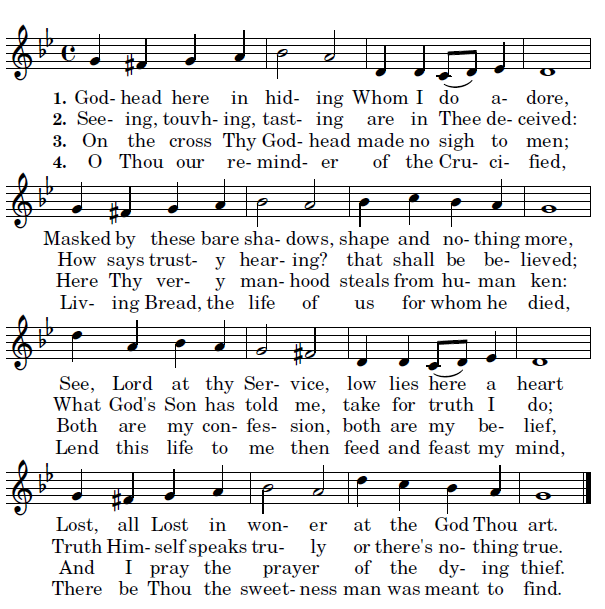 1. God- head here in hid- ing Whom I do a- dore,
2. See- ing, touvh- ing, tast- ing are in Thee de- ceived:
3. On the cross Thy God- head made no sigh to men;
4. O Thou our re- mind- er of the Cru- ci- fied,
Masked by these bare sha- dows, shape and no- thing more,
How says trust- y hear- ing? that shall be be- lieved;
Here Thy ver- y man- hood steals from hu- man ken:
Liv- ing Bread, the life of us for whom he died,
See, Lord at thy Ser- vice, low lies here a heart
What God's Son has told me, take for truth I do;
Both are my con- fes- sion, both are my be- lief,
Lend this life to me then feed and feast my mind,
Lost, all Lost in won- er at the God Thou art.
Truth Him- self speaks tru- ly or there's no- thing true.
And I pray the prayer of the dy- ing thief.
There be Thou the sweet- ness man was meant to find.